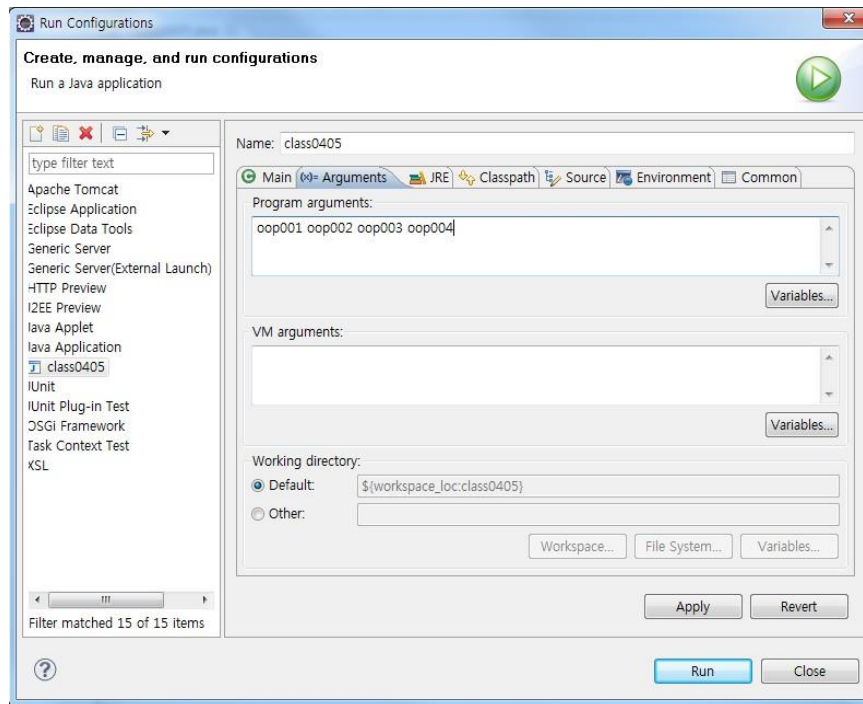 Run Configurations
Create, manage, and run configurations
Run a Java application
type filter text
Apache Tomcat
Eclipse Application
Eclipse Data Tools
Generic Server
Generic Server(External Launch)
HTTP Preview
J2EE Preview
Java Applet
Java Application
class0405
JUnit
JUnit Plug-in Test
OSGi Framework
Task Context Test
XSL
Filter matched 15 of 15 items
Name: class0405
Main (x)= Arguments JRE Classpath Source Environment Common
Program arguments:
oop001 oop002 oop003 oop004
Variables...
VM arguments:
Variables...
Working directory:
Default: ${workspace_loc:class0405}
Other:
Workspace... File System... Variables...
Apply Revert
? Run Close